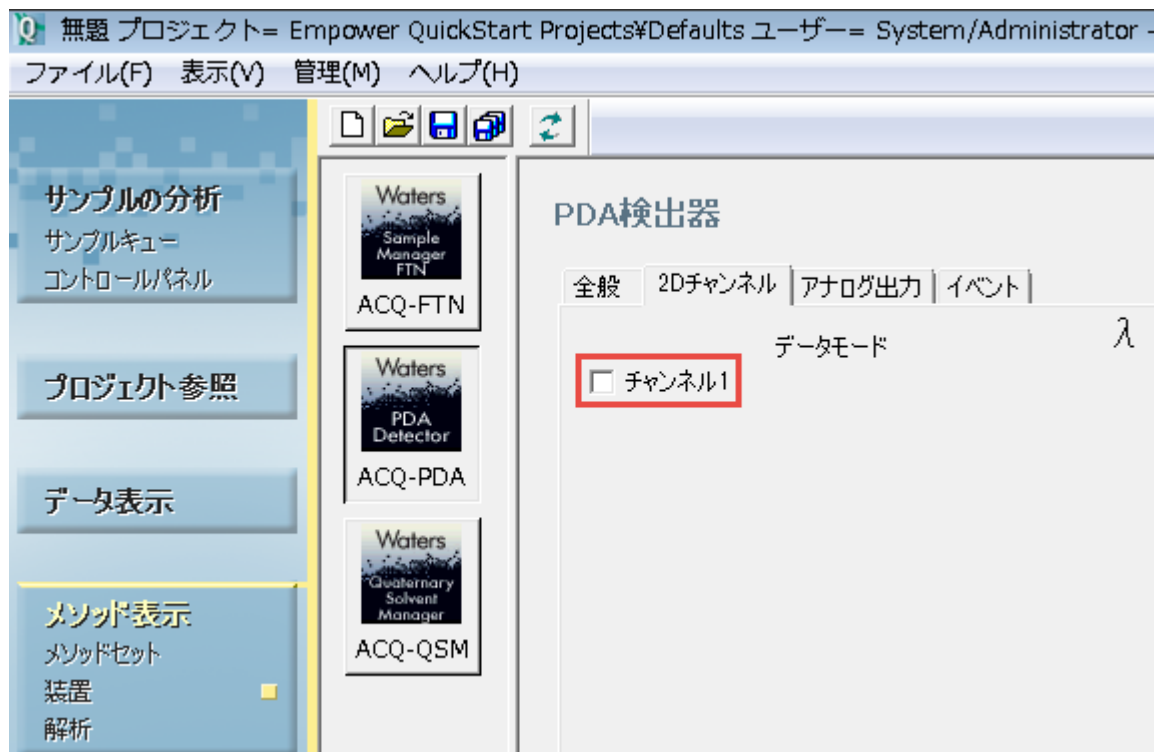 無題 プロジェクト= Empower QuickStart Projects¥Defaults ユーザー= System/Administrator -
ファイル(F) 表示(V) 管理(M) ヘルプ(H)
サンプルの分析
サンプルキュー
コントロールパネル
プロジェクト参照
データ表示
メソッド表示
メソッドセット
装置
解析
Waters
Sample
Manager
FTN
ACQ-FTN
Waters
PDA
Detector
ACQ-PDA
Waters
Quaternary
Solvent
Manager
ACQ-QSM
PDA検出器
全般 2Dチャンネル アナログ出力 イベント
データモード λ
チャンネル1